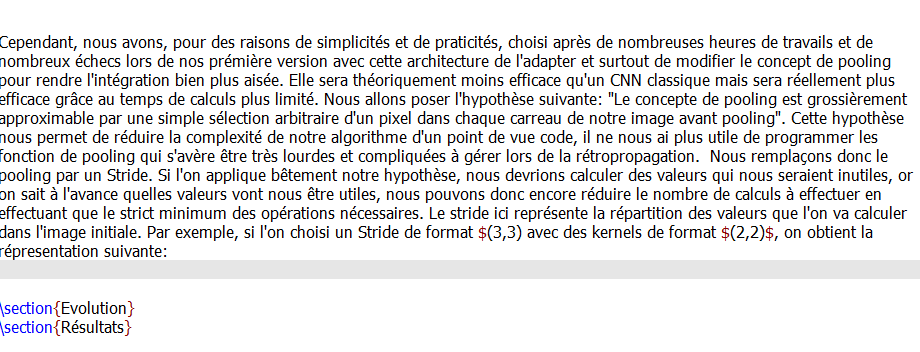 Cependant, nous avons, pour des raisons de simplicités et de praticités, choisi après de nombreuses heures de travails et de
nombreux échecs lors de nos prémière version avec cette architecture de l'adapter et surtout de modifier le concept de pooling
pour rendre l'intégration bien plus aisée. Elle sera théoriquement moins efficace qu'un CNN classique mais sera réellement plus
efficace grâce au temps de calculs plus limité. Nous allons poser l'hypothèse suivante: "Le concepte de pooling est grossièrement
approximable par une simple sélection arbitraire d'un pixel dans chaque carreau de notre image avant pooling". Cette hypothèse
nous permet de réduire la complexité de notre algorithme d'un point de vue code, il ne nous ai plus utile de programmer les
fonction de pooling qui s'avère être très lourdes et compliquées à gérer lors de la rétropropagation.  Nous remplaçons donc le
pooling par un Stride. Si l'on applique bêtement notre hypothèse, nous devrions calculer des valeurs qui nous seraient inutiles, or
on sait à l'avance quelles valeurs vont nous être utiles, nous pouvons donc encore réduire le nombre de calculs à effectuer en
effectuant que le strict minimum des opérations nécessaires. Le stride ici représente la répartition des valeurs que l'on va calculer
dans l'image initiale. Par exemple, si l'on choisi un Stride de format $(3,3) avec des kernels de format $(2,2)$, on obtient la
répresentation suivante:
\section{Evolution}
\section{Résultats}